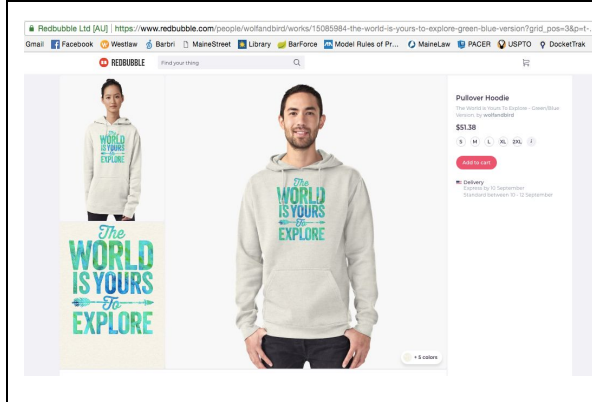 Redbubble Ltd [AU] | https://www.redbubble.com/people/wolfandbird/works/15085984-the-world-is-yours-to-explore-green-blue-version?grid_pos=3&p=t-.
Gmail Facebook Westlaw Barbri MaineStreet Library BarForce Model Rules of Pr... MaineLaw PACER USPTO DocketTrak
REDBUBBLE Find your thing
The
WORLD
IS YOURS
To
EXPLORE
The
WORLD
IS YOURS
To
EXPLORE
The
WORLD
IS YOURS
To
EXPLORE
+ 5 colors
Pullover Hoodie
The World Is Yours To Explore - Green/Blue
Version by wolfandbird
$51.38
S M L XL 2XL i
Add to cart
Delivery
Express by 10 September
Standard between 10 - 12 September